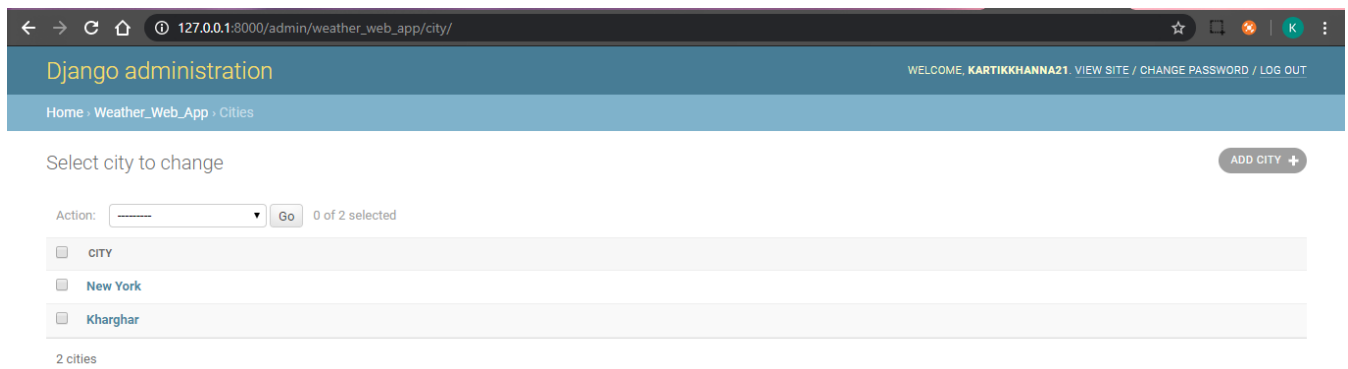 127.0.0.1:8000/admin/weather_web_app/city/
K
Django administration
WELCOME, KARTIKKHANNA21. VIEW SITE / CHANGE PASSWORD / LOG OUT
Home › Weather_Web_App › Cities
Select city to change
ADD CITY +
Action: --------- Go 0 of 2 selected
CITY
New York
Kharghar
2 cities